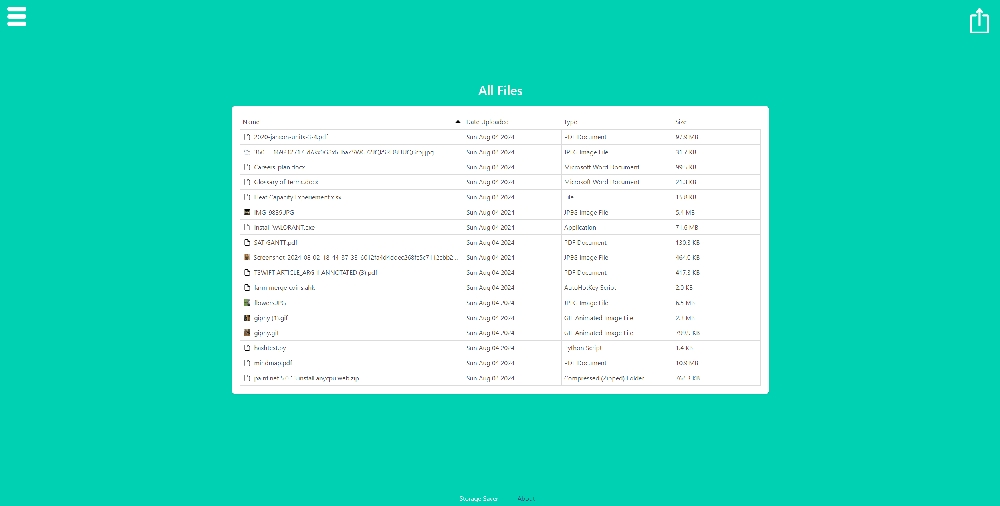 All Files
Name Date Uploaded Type Size
2020-janson-units-3-4.pdf Sun Aug 04 2024 PDF Document 97.9 MB
360_F_169212717_dAkx0G8x6FbaZSWG72JQkSRD8UUQGrbj.jpg Sun Aug 04 2024 JPEG Image File 31.7 KB
Careers_plan.docx Sun Aug 04 2024 Microsoft Word Document 99.5 KB
Glossary of Terms.docx Sun Aug 04 2024 Microsoft Word Document 21.3 KB
Heat Capacity Experiement.xlsx Sun Aug 04 2024 File 15.8 KB
IMG_9839.JPG Sun Aug 04 2024 JPEG Image File 5.4 MB
Install VALORANT.exe Sun Aug 04 2024 Application 71.6 MB
SAT GANTT.pdf Sun Aug 04 2024 PDF Document 130.3 KB
Screenshot_2024-08-02-18-44-37-33_6012fa4d4ddec268fc5c7112cbb2... Sun Aug 04 2024 JPEG Image File 464.0 KB
TSWIFT ARTICLE_ARG 1 ANNOTATED (3).pdf Sun Aug 04 2024 PDF Document 417.3 KB
farm merge coins.ahk Sun Aug 04 2024 AutoHotKey Script 2.0 KB
flowers.JPG Sun Aug 04 2024 JPEG Image File 6.5 MB
giphy (1).gif Sun Aug 04 2024 GIF Animated Image File 2.3 MB
giphy.gif Sun Aug 04 2024 GIF Animated Image File 799.9 KB
hashtest.py Sun Aug 04 2024 Python Script 1.4 KB
mindmap.pdf Sun Aug 04 2024 PDF Document 10.9 MB
paint.net.5.0.13.install.anycpu.web.zip Sun Aug 04 2024 Compressed (Zipped) Folder 764.3 KB
Storage Saver About